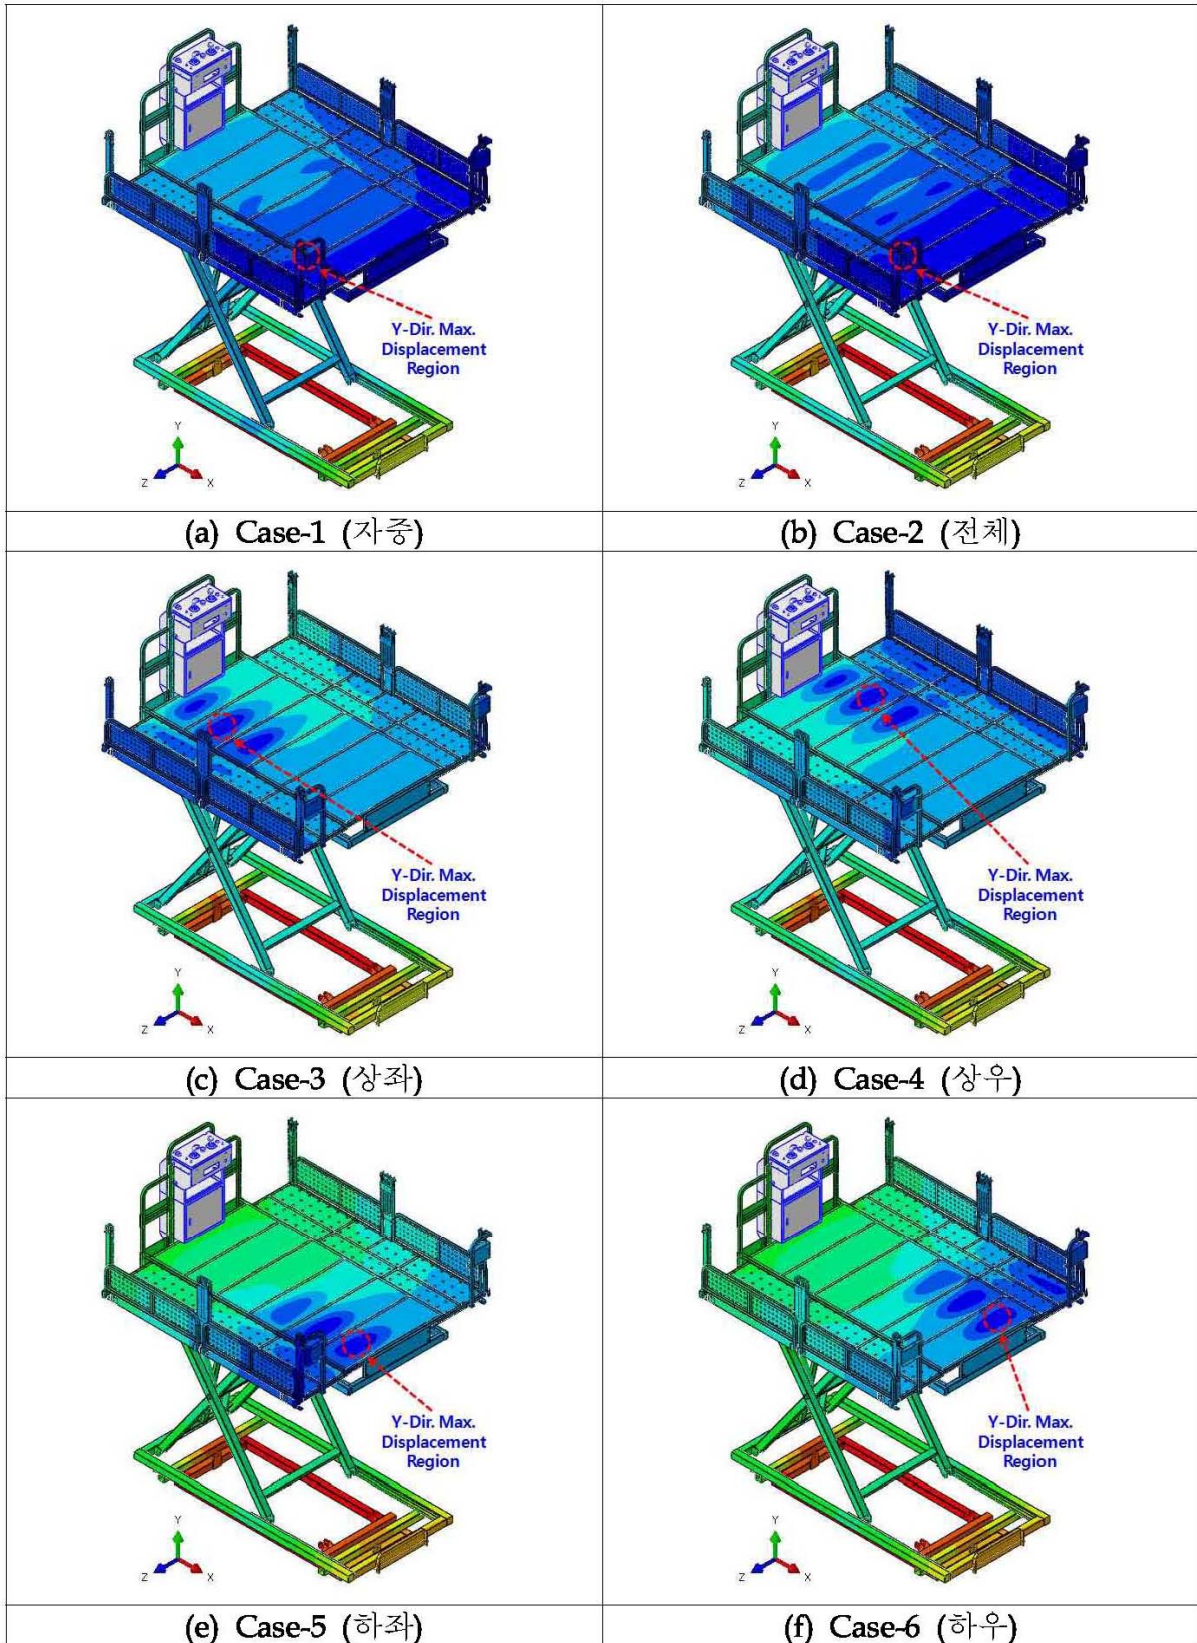 Y-Dir. Max.
Displacement
Region
Y
Z
X
(a) Case-1 (자중)
Y-Dir. Max.
Displacement
Region
Y
Z
X
(b) Case-2 (전체)
Y-Dir. Max.
Displacement
Region
Y
Z
X
(c) Case-3 (상좌)
Y-Dir. Max.
Displacement
Region
Y
Z
X
(d) Case-4 (상우)
Y-Dir. Max.
Displacement
Region
Y
Z
X
(e) Case-5 (하좌)
Y-Dir. Max.
Displacement
Region
Y
Z
X
(f) Case-6 (하우)